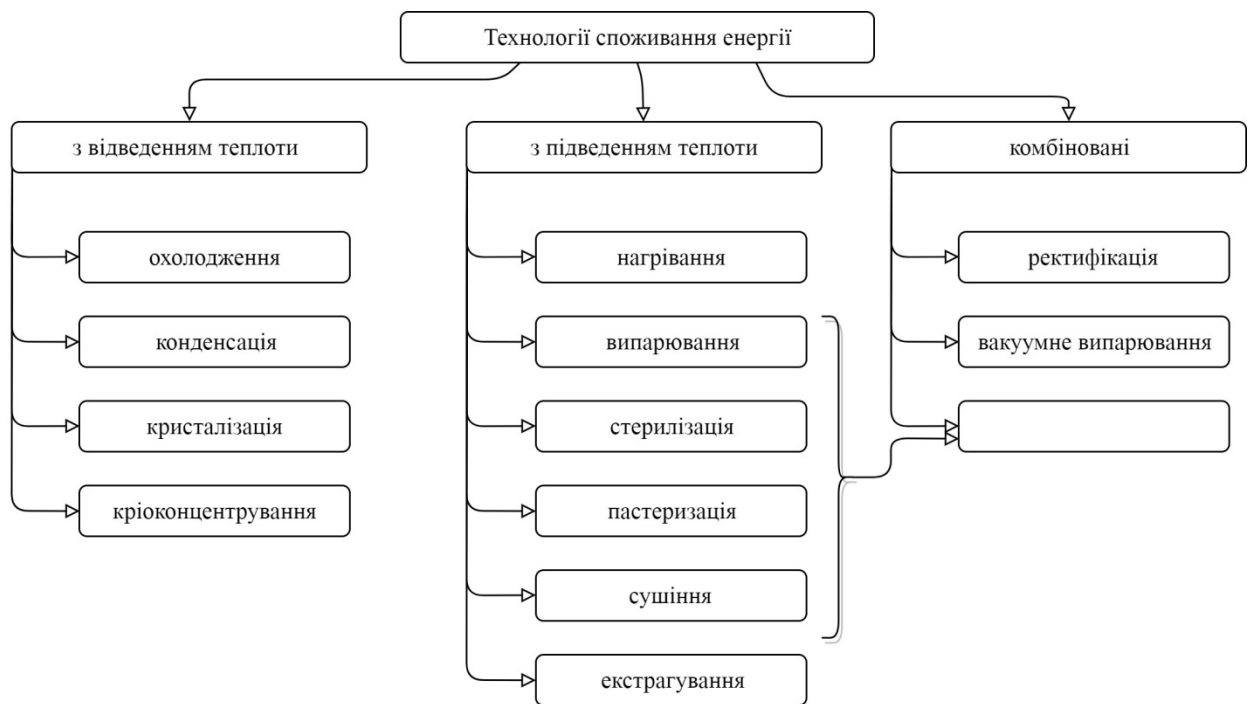 Технології споживання енергії
з відведенням теплоти
з підведенням теплоти
комбіновані
охолодження
конденсація
кристалізація
кріоконцентрування
нагрівання
випарювання
стерилізація
пастеризація
сушіння
екстрагування
ректифікація
вакуумне випарювання